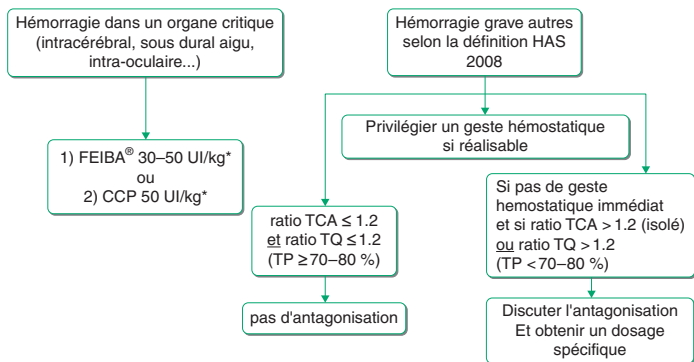 Hémorragie dans un organe critique
(intracérébral, sous dural aigu,
intra-oculaire...)
Hémorragie grave autres
selon la définition HAS
2008
Privilégier un geste hémostatique
si réalisable
1) FEIBA® 30–50 UI/kg*
ou
2) CCP 50 UI/kg*
ratio TCA ≤ 1.2
et ratio TQ ≤ 1.2
(TP ≥ 70–80 %)
Si pas de geste
hemostatique immédiat
et si ratio TCA > 1.2 (isolé)
ou ratio TQ > 1.2
(TP < 70–80 %)
pas d'antagonisation
Discuter l'antagonisation
Et obtenir un dosage
spécifique